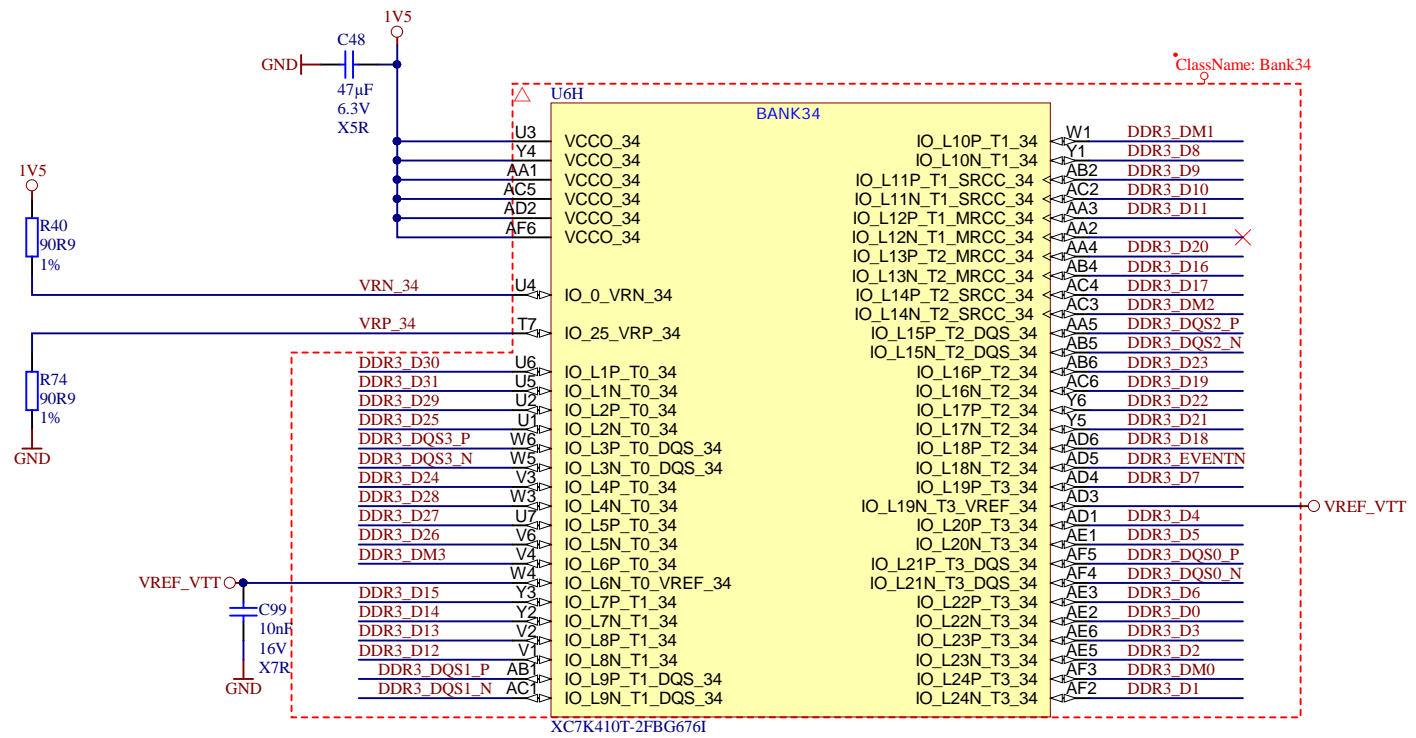 1V5
C48
GND
47µF
6.3V
X5R
ClassName: Bank34
U6H
BANK34
U3 VCCO_34
Y4 VCCO_34
AA1 VCCO_34
AC5 VCCO_34
AD2 VCCO_34
AF6 VCCO_34
1V5
R40
90R9
1%
VRN_34 U4 IO_0_VRN_34
VRP_34 T7 IO_25_VRP_34
R74
90R9
1%
GND
DDR3_D30 U6 IO_L1P_T0_34
DDR3_D31 U5 IO_L1N_T0_34
DDR3_D29 U2 IO_L2P_T0_34
DDR3_D25 U1 IO_L2N_T0_34
DDR3_DQS3_P W6 IO_L3P_T0_DQS_34
DDR3_DQS3_N W5 IO_L3N_T0_DQS_34
DDR3_D24 V3 IO_L4P_T0_34
DDR3_D28 W3 IO_L4N_T0_34
DDR3_D27 U7 IO_L5P_T0_34
DDR3_D26 V6 IO_L5N_T0_34
DDR3_DM3 V4 IO_L6P_T0_34
VREF_VTT W4 IO_L6N_T0_VREF_34
C99
10nF
16V
X7R
GND
DDR3_D15 Y3 IO_L7P_T1_34
DDR3_D14 Y2 IO_L7N_T1_34
DDR3_D13 V2 IO_L8P_T1_34
DDR3_D12 V1 IO_L8N_T1_34
DDR3_DQS1_P AB1 IO_L9P_T1_DQS_34
DDR3_DQS1_N AC1 IO_L9N_T1_DQS_34
IO_L10P_T1_34 W1 DDR3_DM1
IO_L10N_T1_34 Y1 DDR3_D8
IO_L11P_T1_SRCC_34 AB2 DDR3_D9
IO_L11N_T1_SRCC_34 AC2 DDR3_D10
IO_L12P_T1_MRCC_34 AA3 DDR3_D11
IO_L12N_T1_MRCC_34 AA2
IO_L13P_T2_MRCC_34 AA4 DDR3_D20
IO_L13N_T2_MRCC_34 AB4 DDR3_D16
IO_L14P_T2_SRCC_34 AC4 DDR3_D17
IO_L14N_T2_SRCC_34 AC3 DDR3_DM2
IO_L15P_T2_DQS_34 AA5 DDR3_DQS2_P
IO_L15N_T2_DQS_34 AB5 DDR3_DQS2_N
IO_L16P_T2_34 AB6 DDR3_D23
IO_L16N_T2_34 AC6 DDR3_D19
IO_L17P_T2_34 Y6 DDR3_D22
IO_L17N_T2_34 Y5 DDR3_D21
IO_L18P_T2_34 AD6 DDR3_D18
IO_L18N_T2_34 AD5 DDR3_EVENTN
IO_L19P_T3_34 AD4 DDR3_D7
IO_L19N_T3_VREF_34 AD3 VREF_VTT
IO_L20P_T3_34 AD1 DDR3_D4
IO_L20N_T3_34 AE1 DDR3_D5
IO_L21P_T3_DQS_34 AF5 DDR3_DQS0_P
IO_L21N_T3_DQS_34 AF4 DDR3_DQS0_N
IO_L22P_T3_34 AE3 DDR3_D6
IO_L22N_T3_34 AE2 DDR3_D0
IO_L23P_T3_34 AE6 DDR3_D3
IO_L23N_T3_34 AE5 DDR3_D2
IO_L24P_T3_34 AF3 DDR3_DM0
IO_L24N_T3_34 AF2 DDR3_D1
XC7K410T-2FBG676I